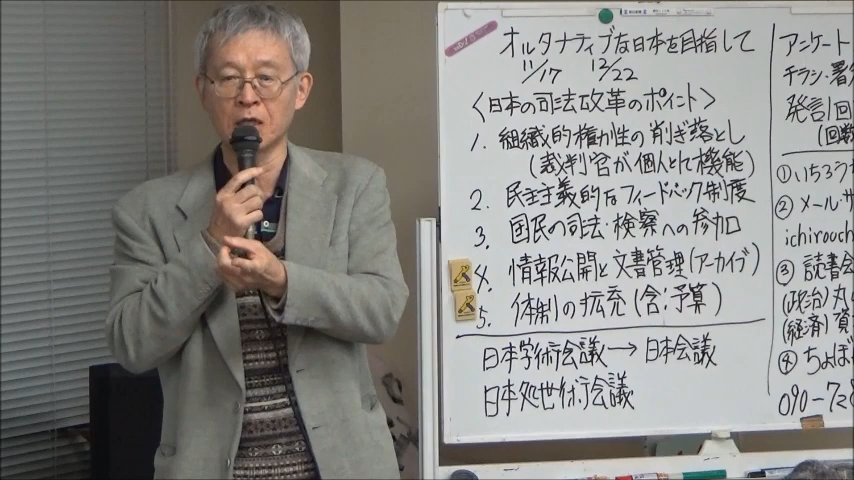 オルタナティブな日本を目指して
11/17 12/22
〈日本の司法改革のポイント〉
1. 組織的権力性の削ぎ落とし
(裁判官が個人として機能)
2. 民主主義的なフィードバック制度
3. 国民の司法・検察への参加
4. 情報公開と文書管理(アーカイブ)
5. 体制の拡充(含:予算)
日本学術会議→日本会議
日本処世術会議
アンケート
チラシ・署
発言1回
(回数
①いちろう
②メール・サ
ichirouch
③読書会
(政治)丸
(経済)資
④ちょぼ
090-728